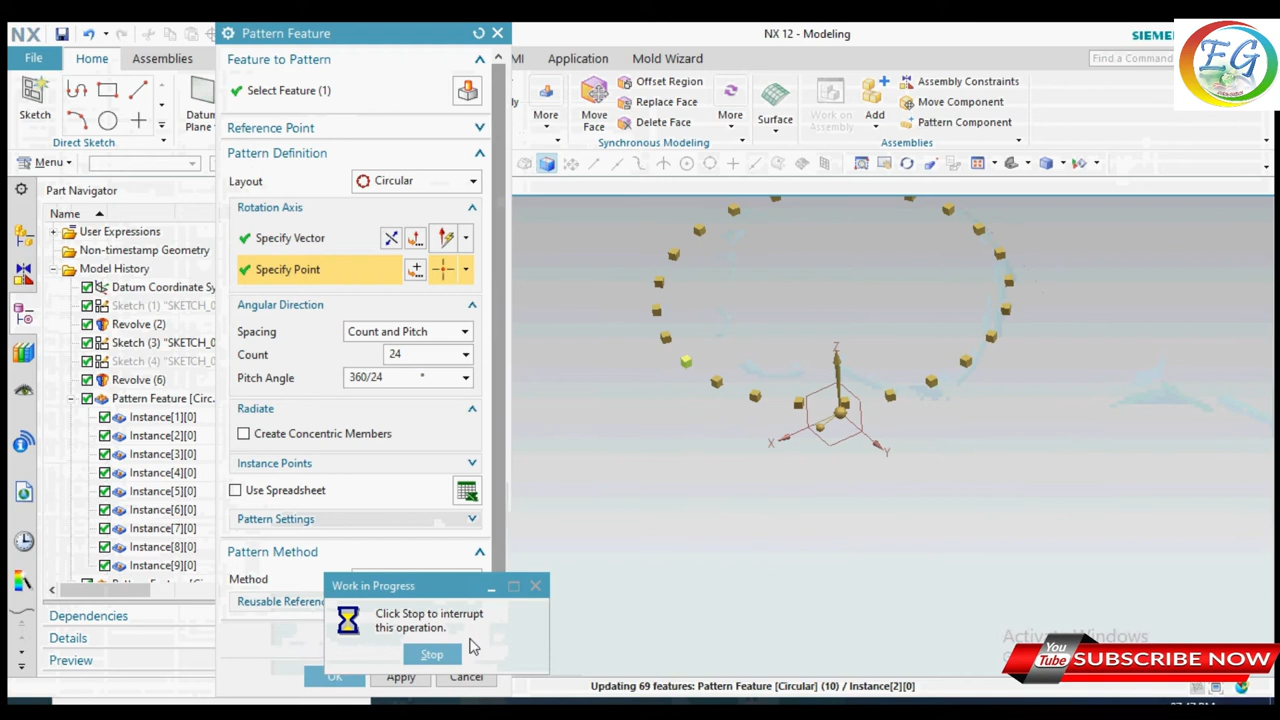 NX
Pattern Feature
NX 12 - Modeling
SIEME
EG
File
Home
Assemblies
MI
Application
Mold Wizard
Find a Comman
Feature to Pattern
Select Feature (1)
Sketch
Datum
Plane
Direct Sketch
More
Move
Face
Offset Region
Replace Face
Delete Face
More
Synchronous Modeling
Surface
Work on
Assembly
Add
Assembly Constraints
Move Component
Pattern Component
Assemblies
Reference Point
Menu
Pattern Definition
Layout
Circular
Part Navigator
Name
User Expressions
Non-timestamp Geometry
Model History
Datum Coordinate Sy
Sketch (1) "SKETCH_0
Revolve (2)
Sketch (3) "SKETCH_0
Sketch (4) "SKETCH_0
Revolve (6)
Pattern Feature [Circ
Instance[1][0]
Instance[2][0]
Instance[3][0]
Instance[4][0]
Instance[5][0]
Instance[6][0]
Instance[7][0]
Instance[8][0]
Instance[9][0]
Dependencies
Details
Preview
Rotation Axis
Specify Vector
Specify Point
Angular Direction
Spacing
Count and Pitch
Count
24
Pitch Angle
360/24
°
Radiate
Create Concentric Members
Instance Points
Use Spreadsheet
Pattern Settings
Pattern Method
Method
Reusable Referenc
Work in Progress
Click Stop to interrupt
this operation.
Stop
OK
Apply
Cancel
Z
X
Y
Activate Windows
You
Tube
SUBSCRIBE NOW
Updating 69 features: Pattern Feature [Circular] (10) / Instance[2][0]